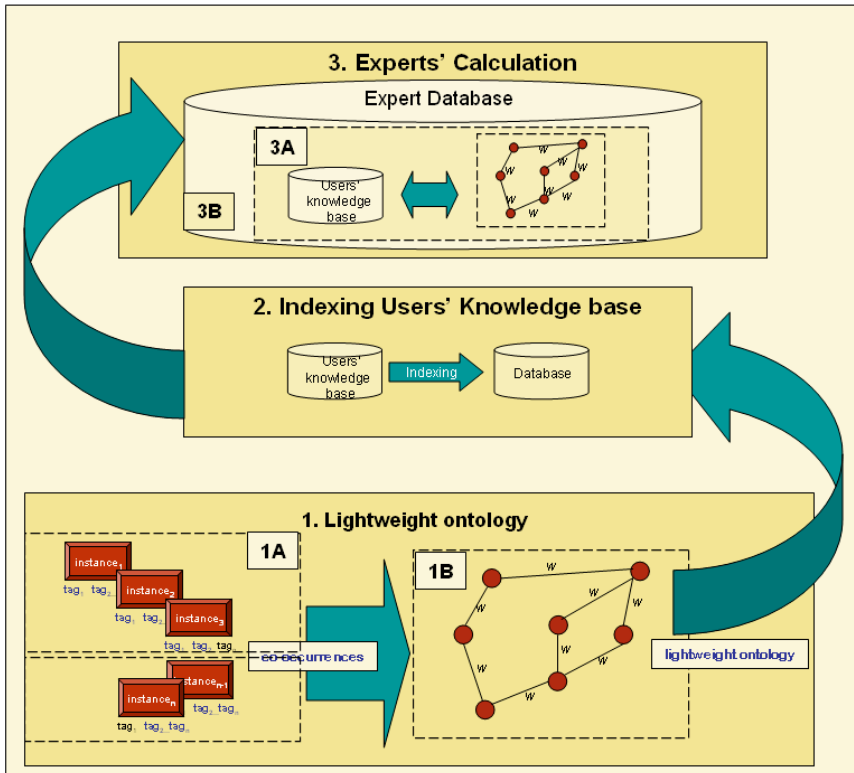 3. Experts' Calculation
Expert Database
3A
Users'
knowledge
base
w
w
w
w
w
w
w
w
3B
2. Indexing Users' Knowledge base
Users'
knowledge
base
Indexing
Database
1. Lightweight ontology
1A
instance1
tag1 tag2...
instance2
tag1 tag2...
instance3
tag1 tag2 tag
co-occurrences
instancen-1
tag2...tagn
instancen
tag1 tag2...tagn
1B
w
w
w
w
w
w
w
w
lightweight ontology